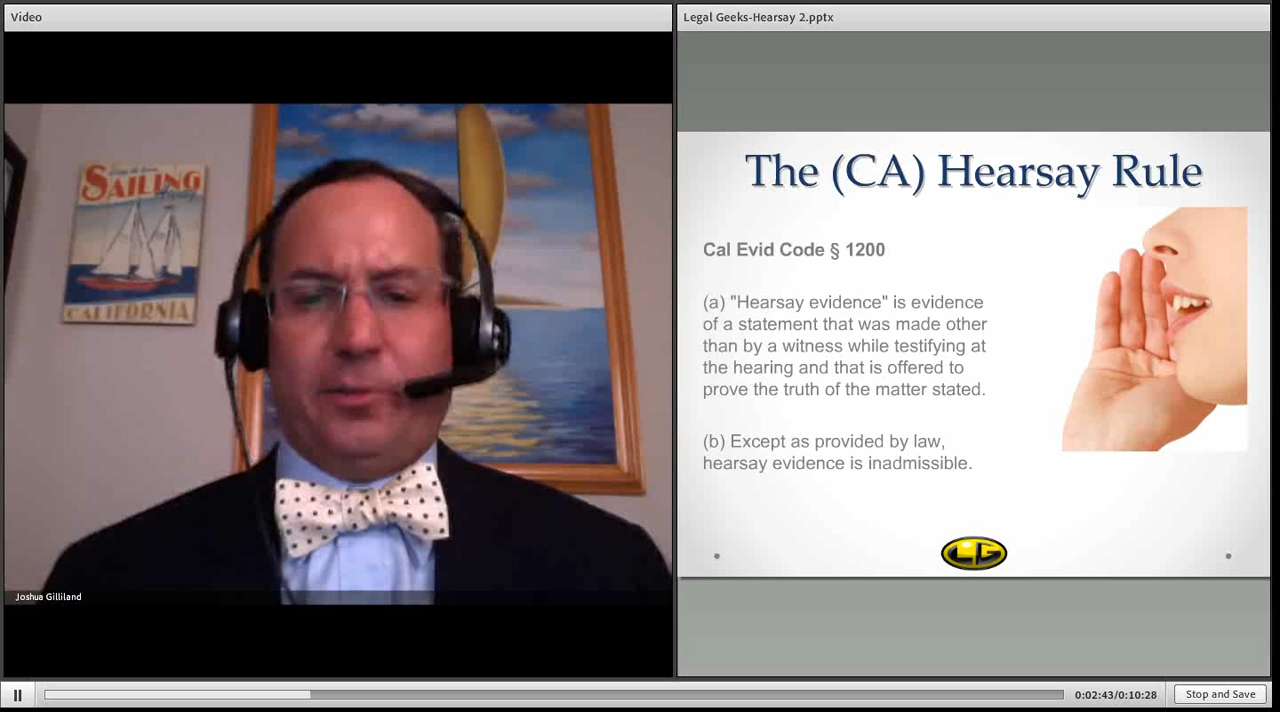 Video
SAILING
CALIFORNIA
Joshua Gilliland
Legal Geeks-Hearsay 2.pptx
The (CA) Hearsay Rule
Cal Evid Code § 1200
(a) "Hearsay evidence" is evidence
of a statement that was made other
than by a witness while testifying at
the hearing and that is offered to
prove the truth of the matter stated.
(b) Except as provided by law,
hearsay evidence is inadmissible.
LG
0:02:43/0:10:28
Stop and Save